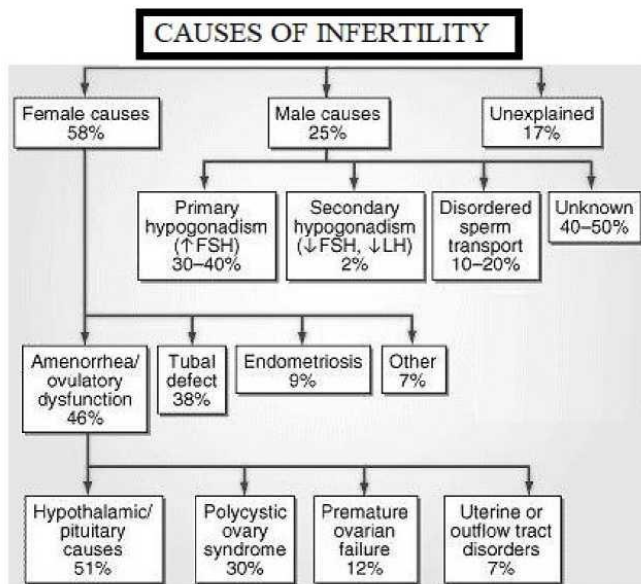 CAUSES OF INFERTILITY
Female causes
58%
Male causes
25%
Unexplained
17%
Primary
hypogonadism
(↑FSH)
30–40%
Secondary
hypogonadism
(↓FSH, ↓LH)
2%
Disordered
sperm
transport
10–20%
Unknown
40–50%
Amenorrhea/
ovulatory
dysfunction
46%
Tubal
defect
38%
Endometriosis
9%
Other
7%
Hypothalamic/
pituitary
causes
51%
Polycystic
ovary
syndrome
30%
Premature
ovarian
failure
12%
Uterine or
outflow tract
disorders
7%